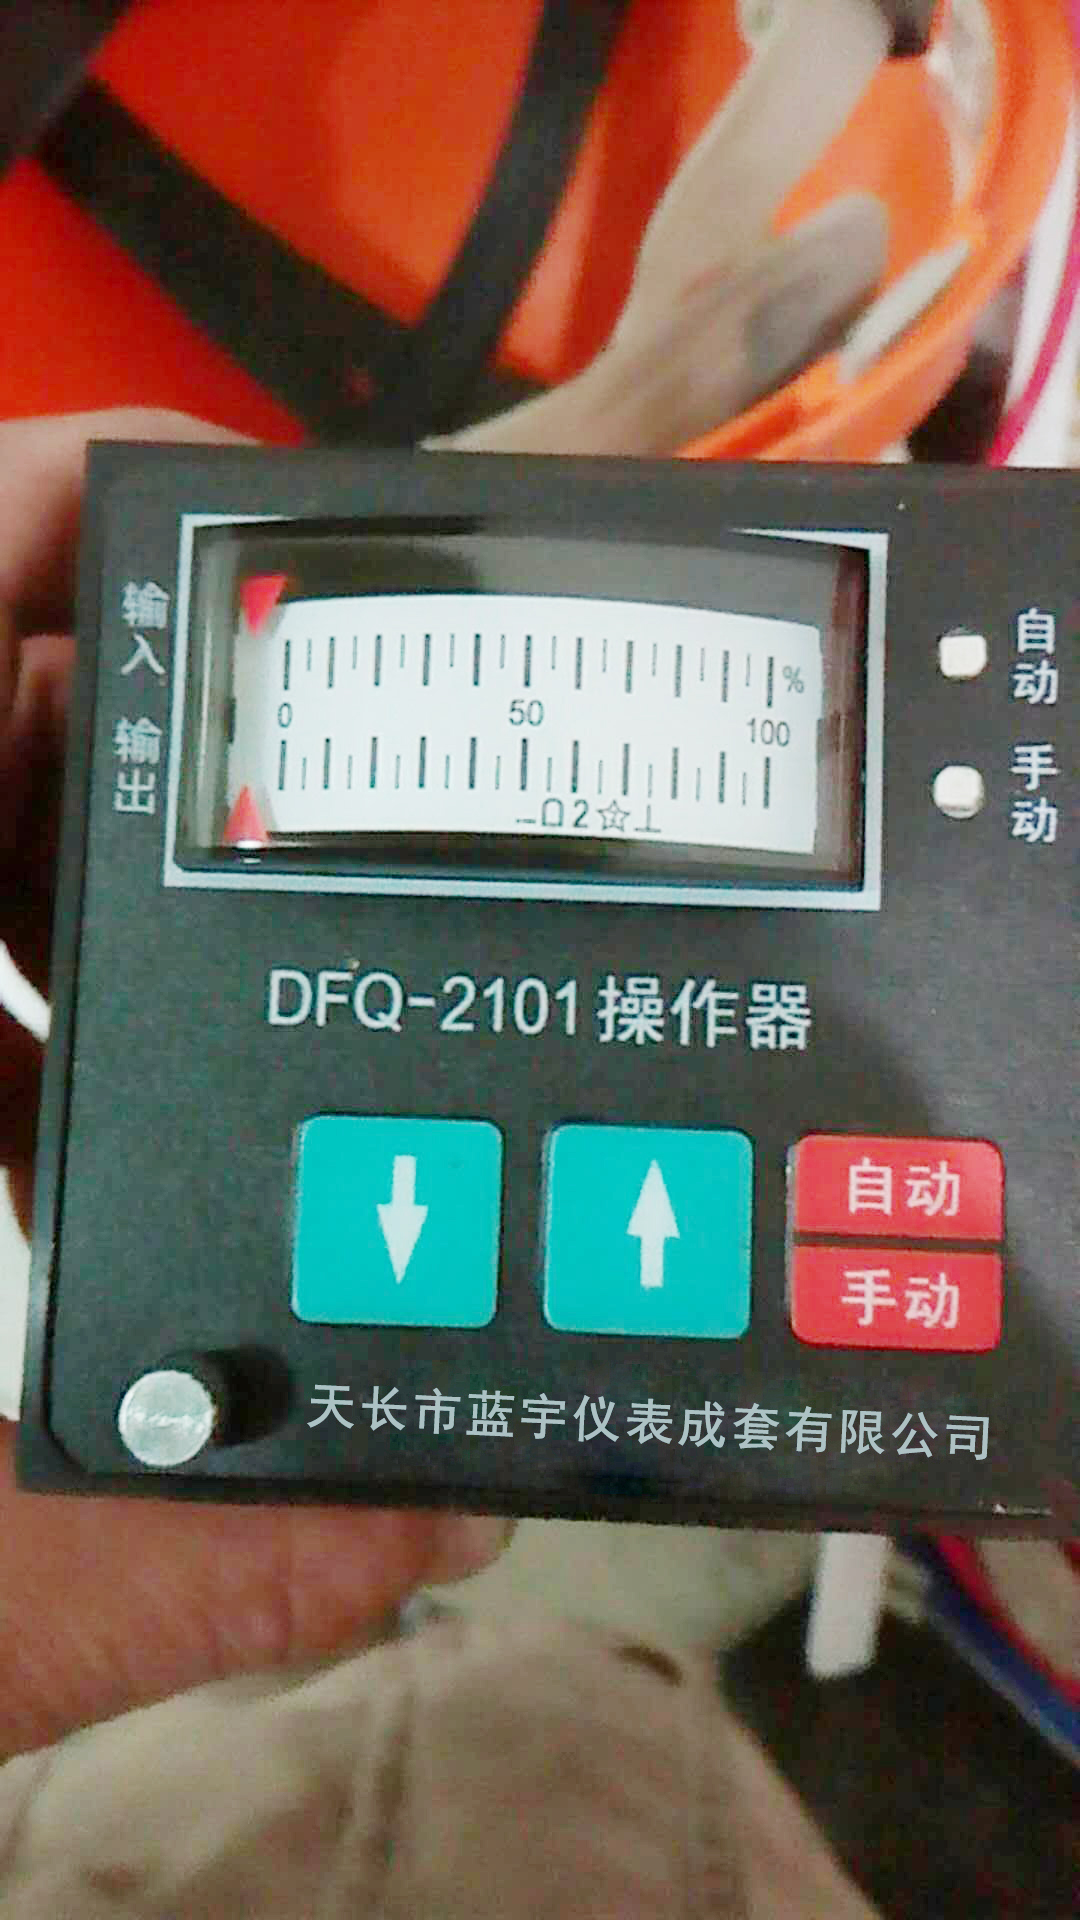 输入
输出
%
0 50 100
2
自动
手动
DFQ-2101操作器
自动
手动
天长市蓝宇仪表成套有限公司